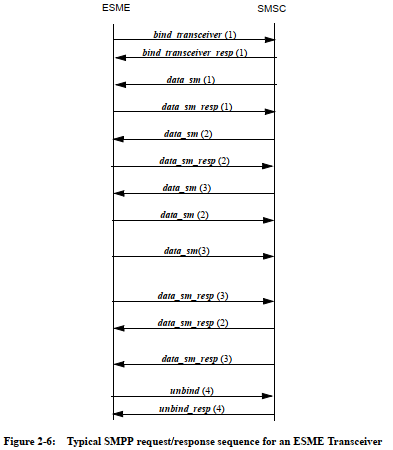 ESME SMSC
bind_transceiver (1)
bind_transceiver_resp (1)
data_sm (1)
data_sm_resp (1)
data_sm (2)
data_sm_resp (2)
data_sm (3)
data_sm (2)
data_sm(3)
data_sm_resp (3)
data_sm_resp (2)
data_sm_resp (3)
unbind (4)
unbind_resp (4)
Figure 2-6: Typical SMPP request/response sequence for an ESME Transceiver